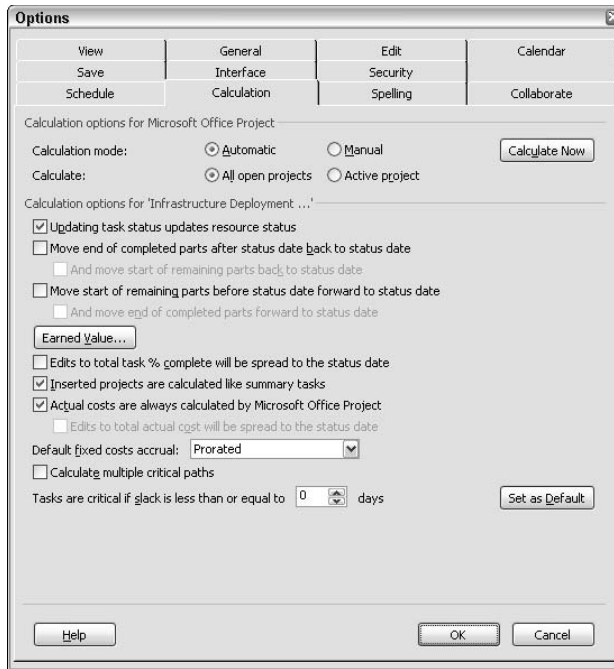 Options
View General Edit Calendar
Save Interface Security
Schedule Calculation Spelling Collaborate
Calculation options for Microsoft Office Project
Calculation mode: Automatic Manual Calculate Now
Calculate: All open projects Active project
Calculation options for 'Infrastructure Deployment ...'
Updating task status updates resource status
Move end of completed parts after status date back to status date
And move start of remaining parts back to status date
Move start of remaining parts before status date forward to status date
And move end of completed parts forward to status date
Earned Value...
Edits to total task % complete will be spread to the status date
Inserted projects are calculated like summary tasks
Actual costs are always calculated by Microsoft Office Project
Edits to total actual cost will be spread to the status date
Default fixed costs accrual: Prorated
Calculate multiple critical paths
Tasks are critical if slack is less than or equal to 0 days Set as Default
Help OK Cancel